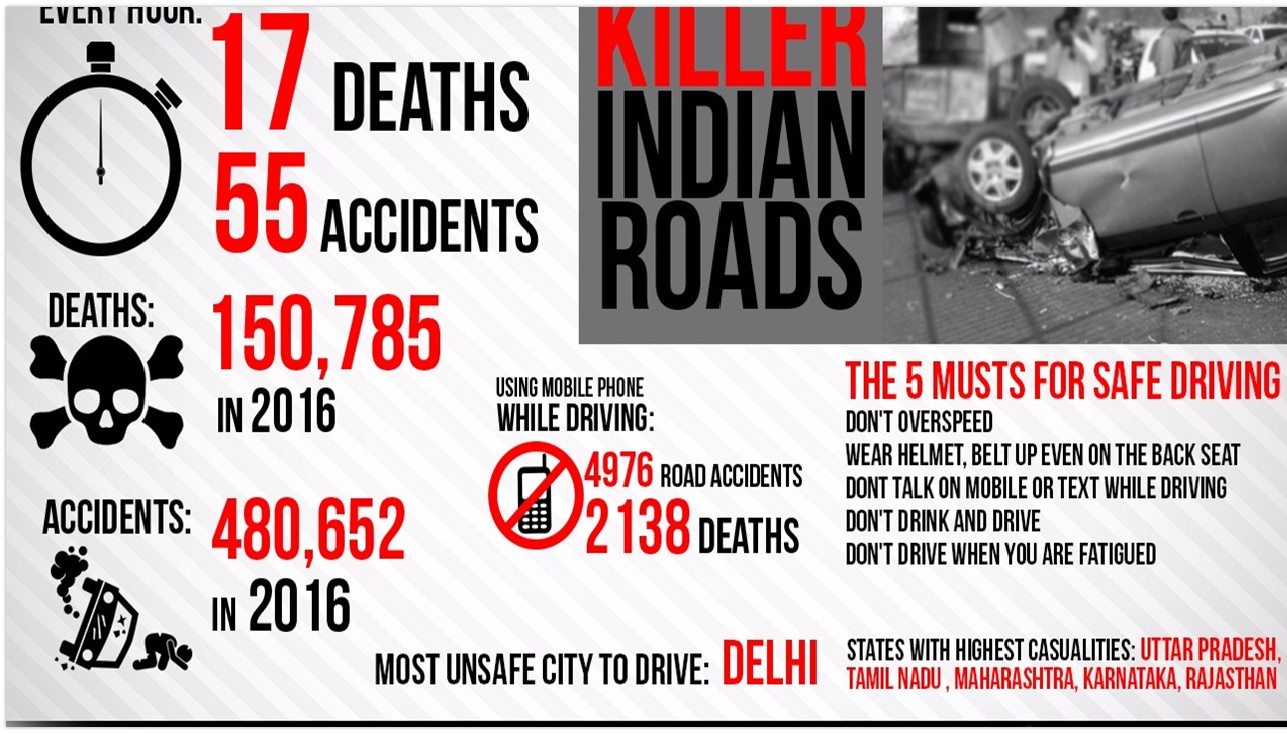 EVERY HOUR:
17 DEATHS
55 ACCIDENTS
DEATHS:
150,785
IN 2016
ACCIDENTS:
480,652
IN 2016
KILLER
INDIAN
ROADS
USING MOBILE PHONE
WHILE DRIVING:
4976 ROAD ACCIDENTS
2138 DEATHS
THE 5 MUSTS FOR SAFE DRIVING
DON'T OVERSPEED
WEAR HELMET, BELT UP EVEN ON THE BACK SEAT
DONT TALK ON MOBILE OR TEXT WHILE DRIVING
DON'T DRINK AND DRIVE
DON'T DRIVE WHEN YOU ARE FATIGUED
MOST UNSAFE CITY TO DRIVE: DELHI
STATES WITH HIGHEST CASUALITIES: UTTAR PRADESH,
TAMIL NADU , MAHARASHTRA, KARNATAKA, RAJASTHAN